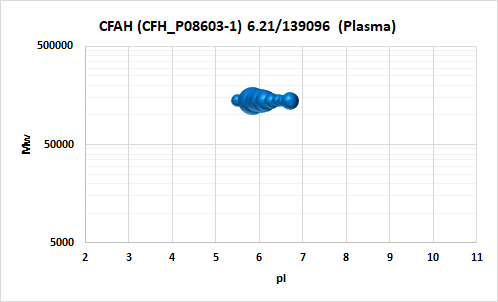 CFAH (CFH_P08603-1) 6.21/139096 (Plasma)
500000
50000
5000
Mw
2 3 4 5 6 7 8 9 10 11
pI